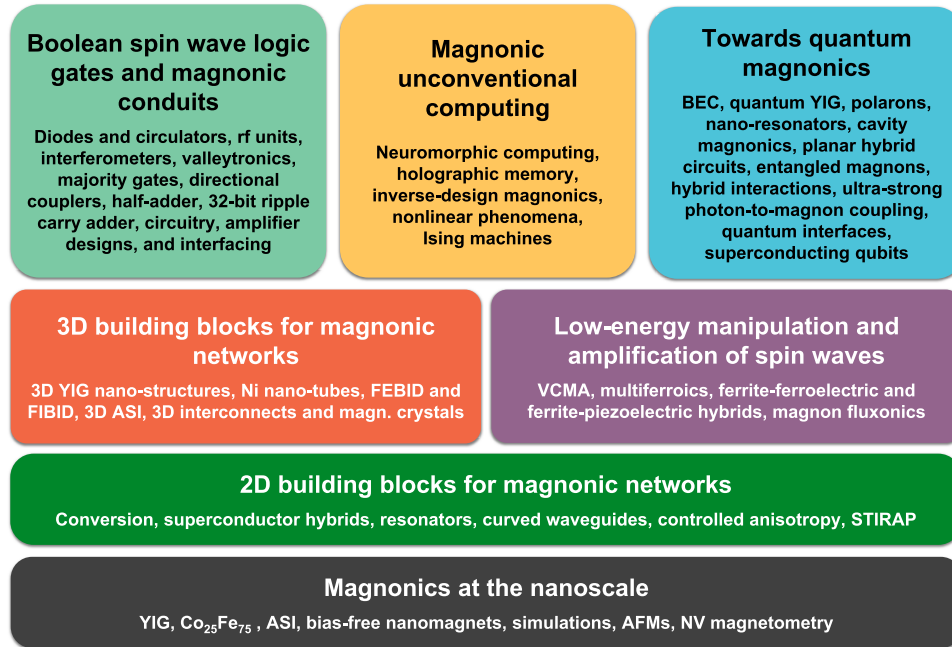 Boolean spin wave logic
gates and magnonic
conduits
Diodes and circulators, rf units,
interferometers, valleytronics,
majority gates, directional
couplers, half-adder, 32-bit ripple
carry adder, circuitry, amplifier
designs, and interfacing
Magnonic
unconventional
computing
Neuromorphic computing,
holographic memory,
inverse-design magnonics,
nonlinear phenomena,
Ising machines
Towards quantum
magnonics
BEC, quantum YIG, polarons,
nano-resonators, cavity
magnonics, planar hybrid
circuits, entangled magnons,
hybrid interactions, ultra-strong
photon-to-magnon coupling,
quantum interfaces,
superconducting qubits
3D building blocks for magnonic
networks
3D YIG nano-structures, Ni nano-tubes, FEBID and
FIBID, 3D ASI, 3D interconnects and magn. crystals
Low-energy manipulation and
amplification of spin waves
VCMA, multiferroics, ferrite-ferroelectric and
ferrite-piezoelectric hybrids, magnon fluxonics
2D building blocks for magnonic networks
Conversion, superconductor hybrids, resonators, curved waveguides, controlled anisotropy, STIRAP
Magnonics at the nanoscale
YIG, Co₂₅Fe₇₅ , ASI, bias-free nanomagnets, simulations, AFMs, NV magnetometry